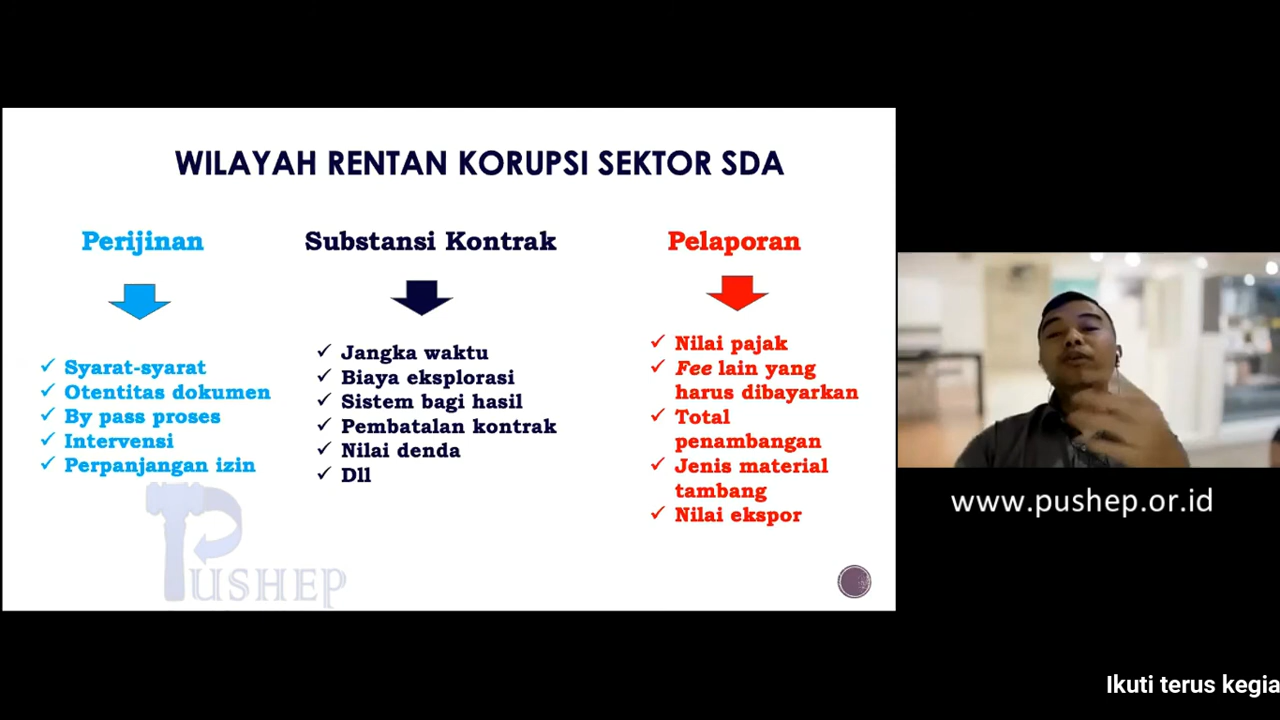 WILAYAH RENTAN KORUPSI SEKTOR SDA
Perijinan
Syarat-syarat
Otentitas dokumen
By pass proses
Intervensi
Perpanjangan izin
Substansi Kontrak
Jangka waktu
Biaya eksplorasi
Sistem bagi hasil
Pembatalan kontrak
Nilai denda
Dll
Pelaporan
Nilai pajak
Fee lain yang
harus dibayarkan
Total
penambangan
Jenis material
tambang
Nilai ekspor
PUSHEP
www.pushep.or.id
Ikuti terus kegia